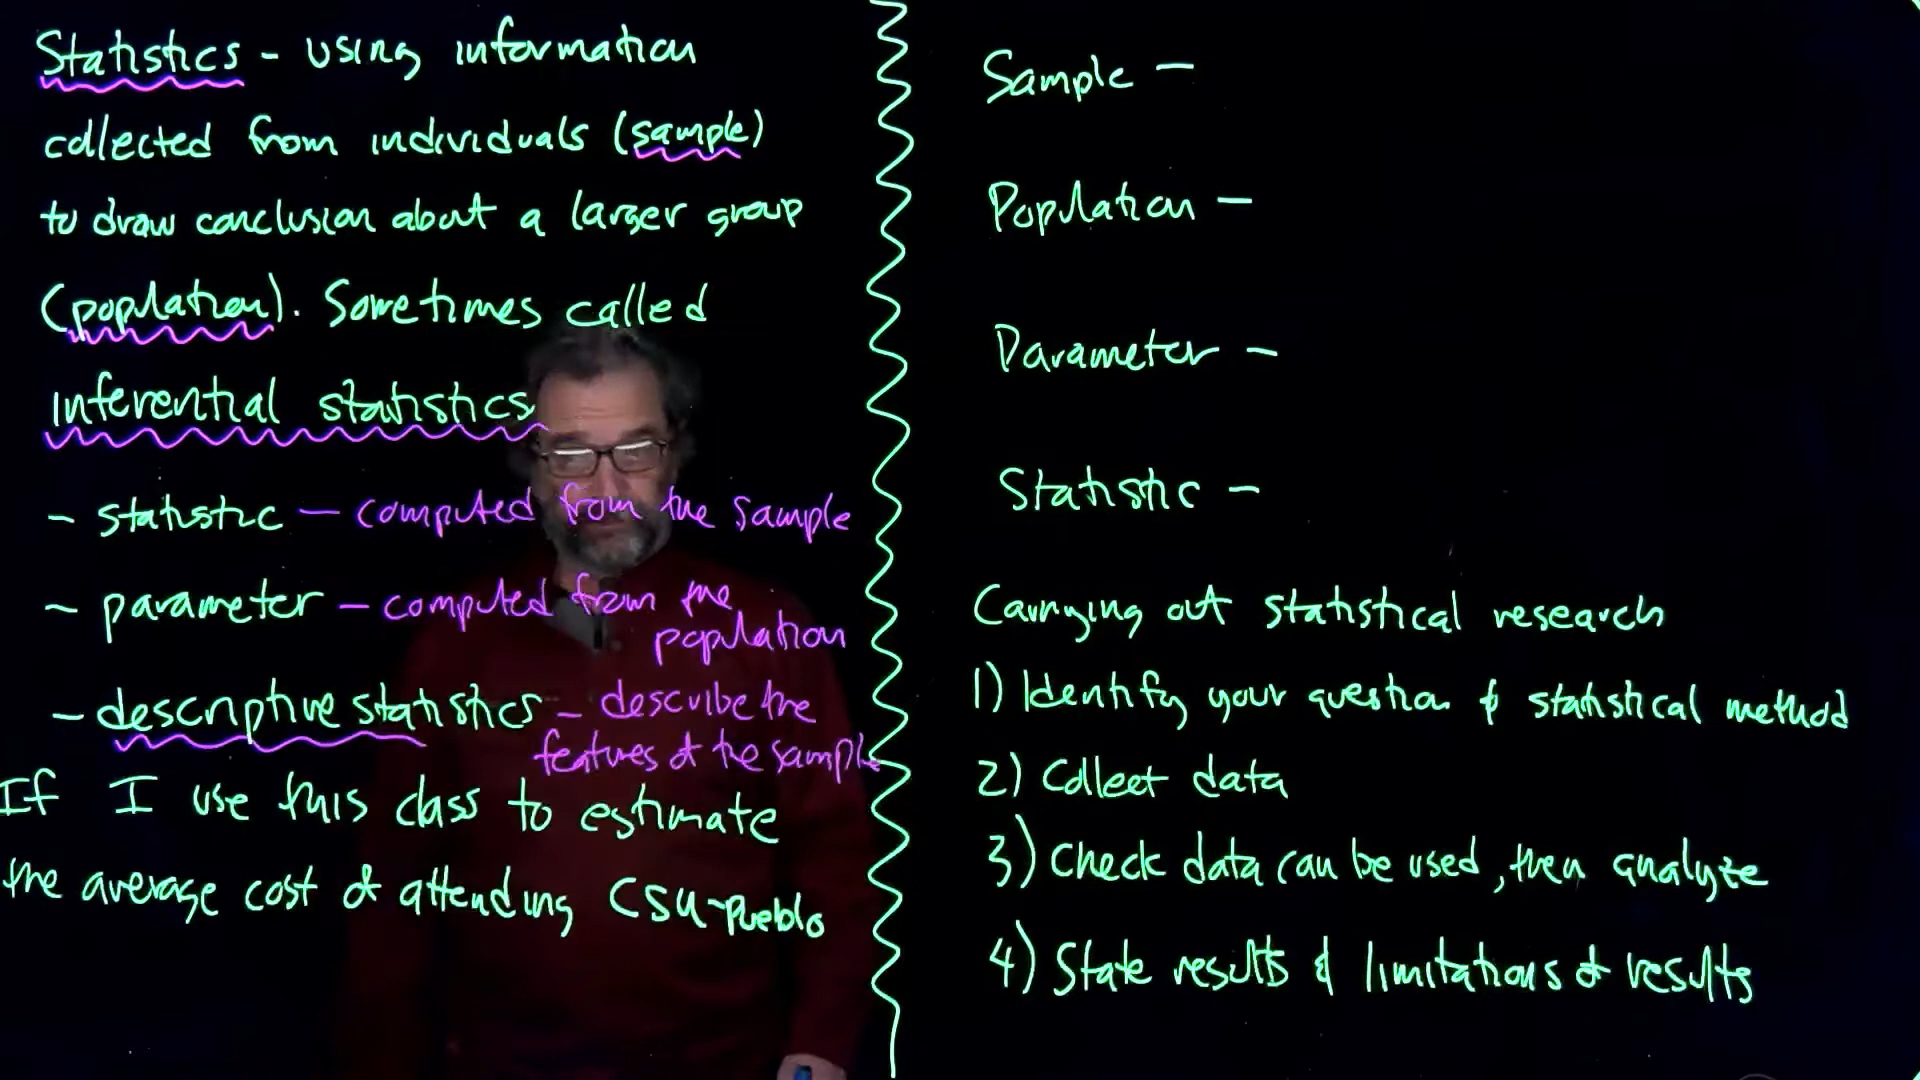 Statistics - using information
collected from individuals (sample)
to draw conclusion about a larger group
(population). Sometimes called
inferential statistics
- statistic - computed from the sample
- parameter - computed from the
population
- descriptive statistics - describe the
features of the sample
If I use this class to estimate
the average cost of attending CSU-Pueblo
Sample -
Population -
Parameter -
Statistic -
Carrying out statistical research
1) Identify your question & statistical method
2) Collect data
3) Check data can be used, then analyze
4) State results & limitations of results